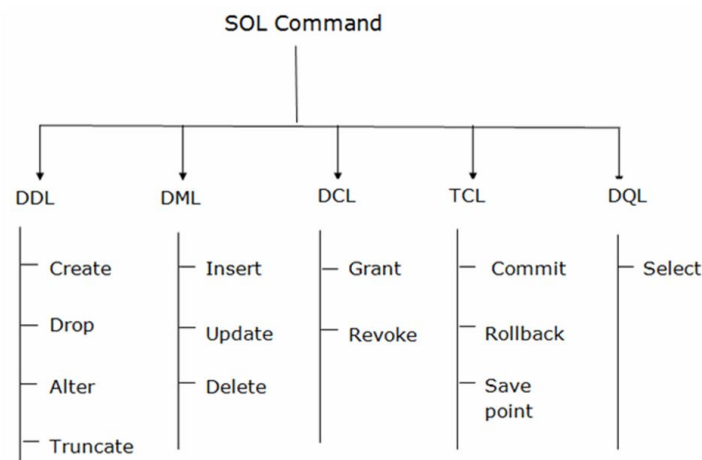 SOL Command
DDL
DML
DCL
TCL
DQL
Create
Insert
Grant
Commit
Select
Drop
Update
Revoke
Rollback
Alter
Delete
Save
point
Truncate